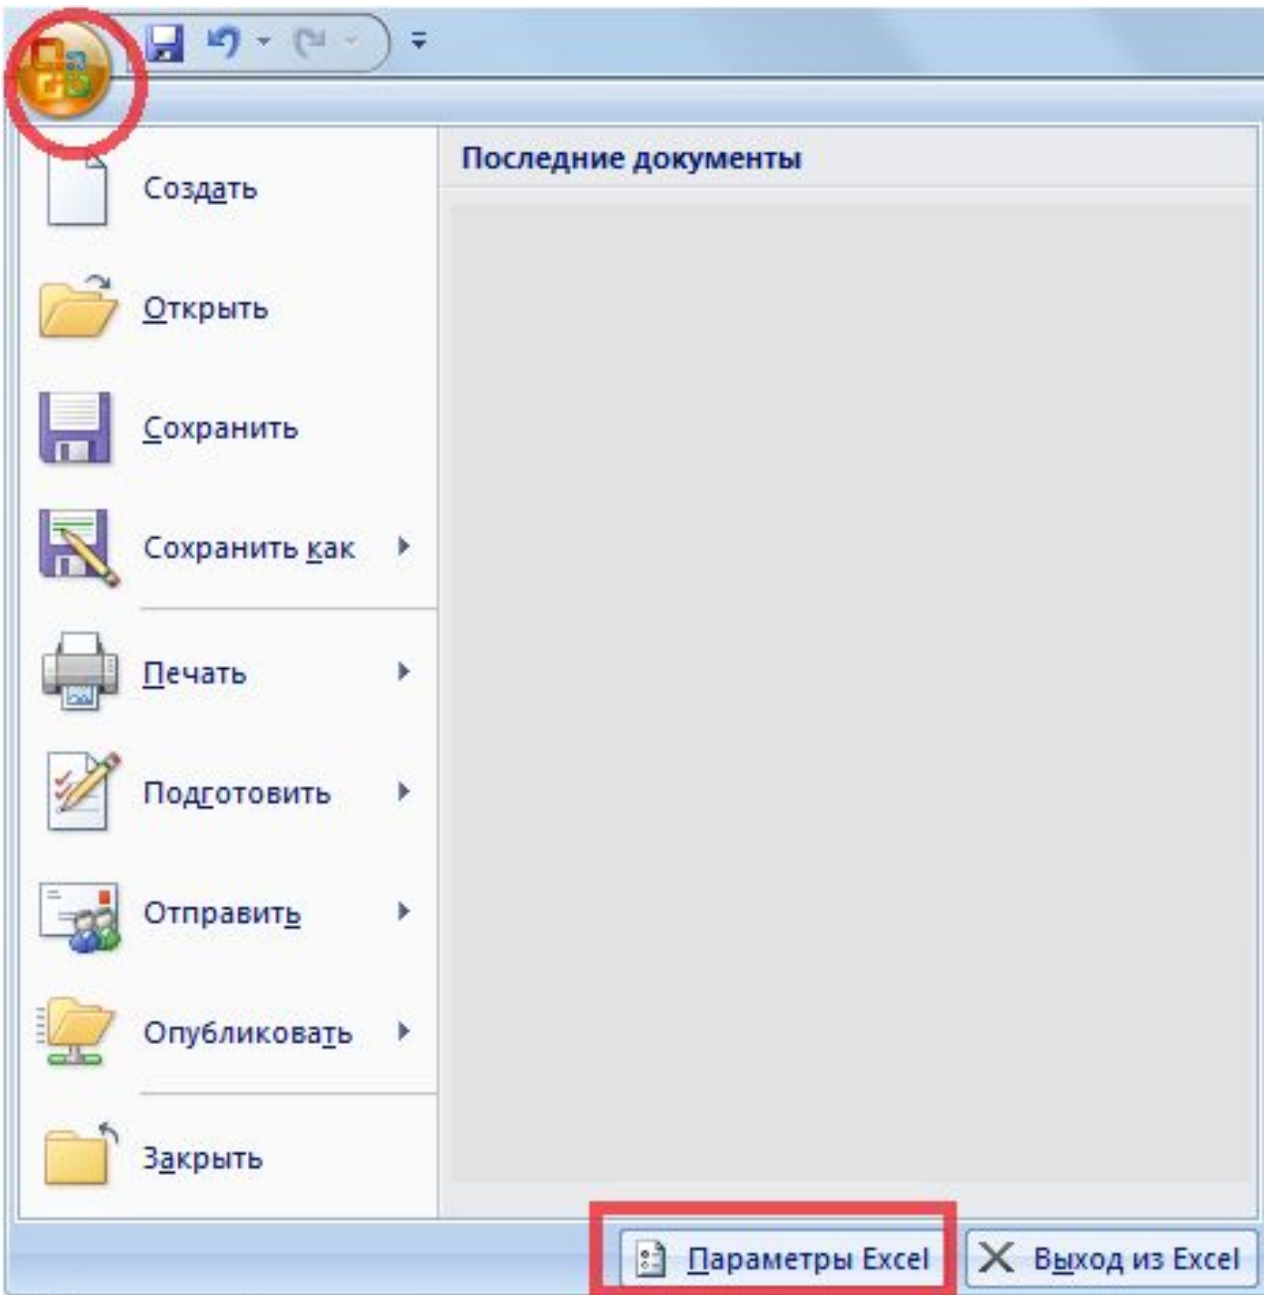 Последние документы
Создать
Открыть
Сохранить
Сохранить как
Печать
Подготовить
Отправить
Опубликовать
Закрыть
Параметры Excel
Выход из Excel